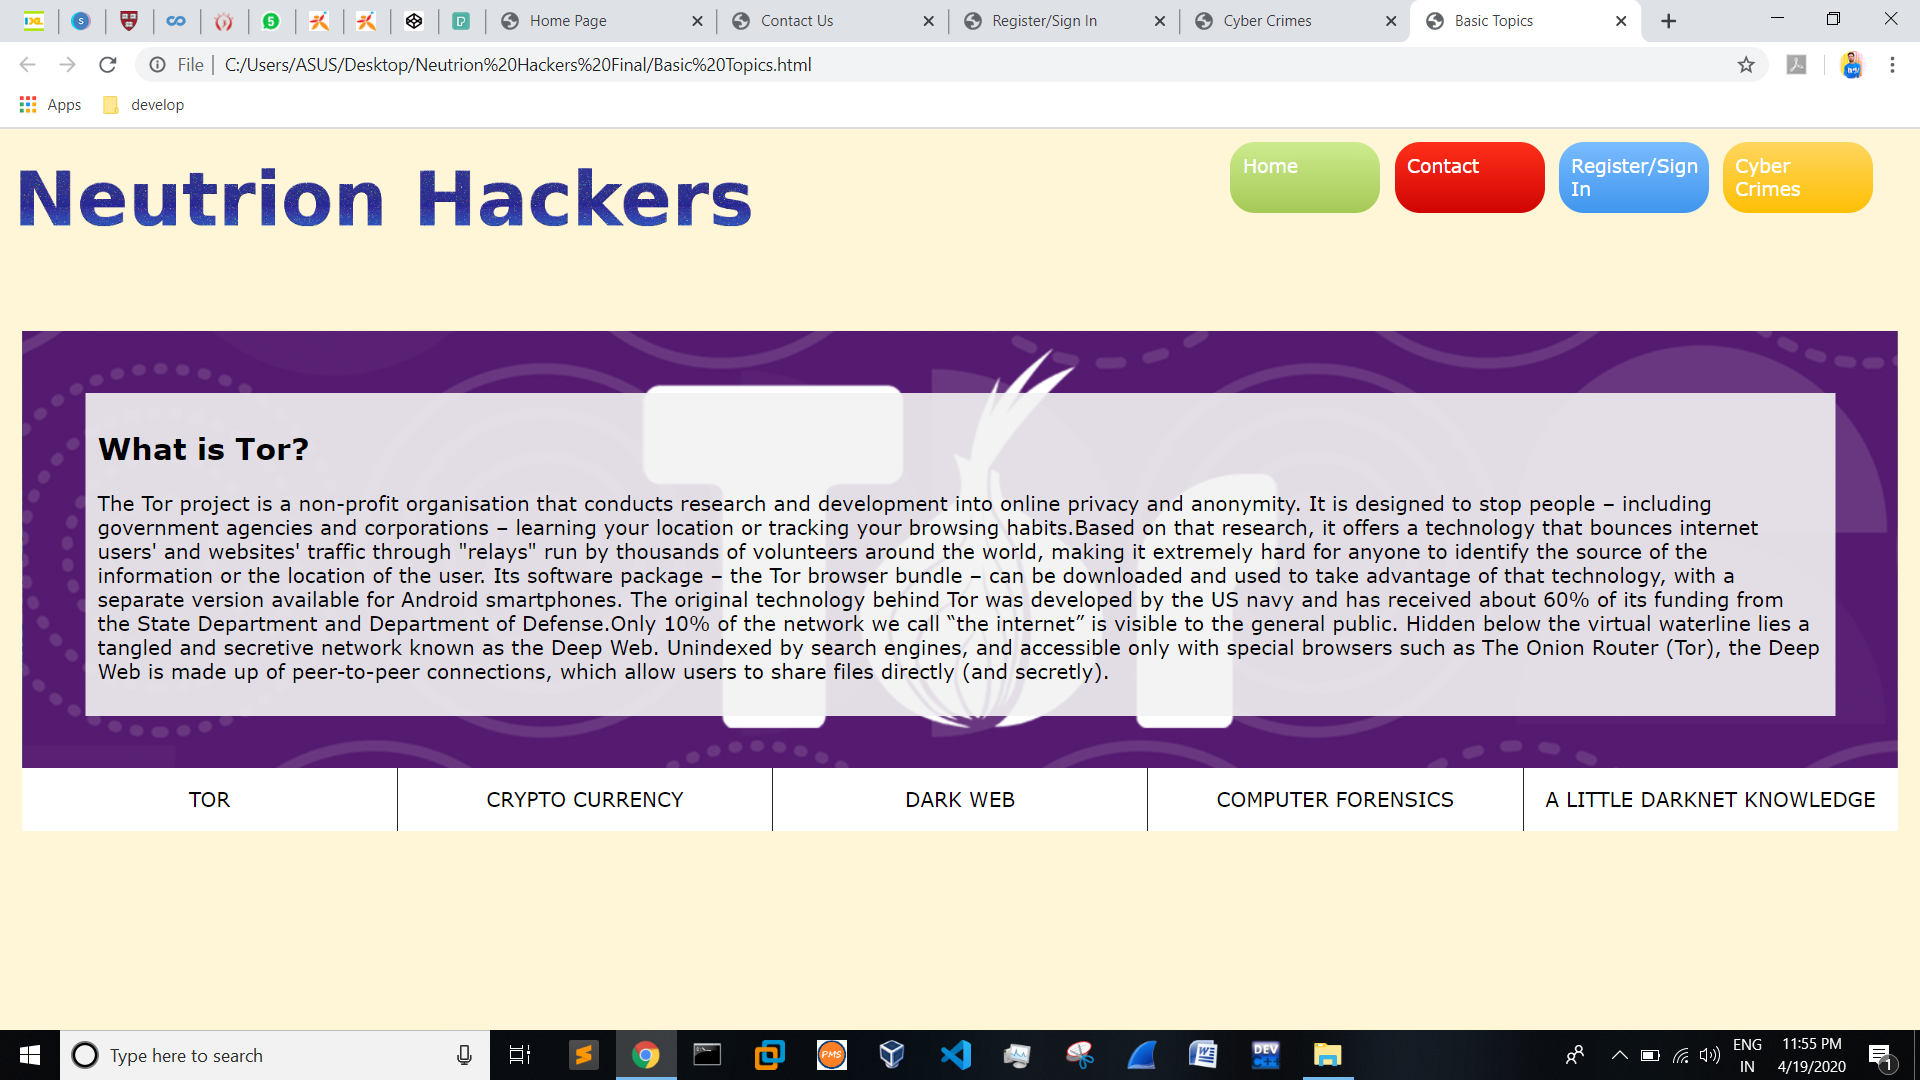 Home Page
Contact Us
Register/Sign In
Cyber Crimes
Basic Topics
File
C:/Users/ASUS/Desktop/Neutrion%20Hackers%20Final/Basic%20Topics.html
Apps
develop
Neutrion Hackers
Home
Contact
Register/Sign
In
Cyber
Crimes
What is Tor?
The Tor project is a non-profit organisation that conducts research and development into online privacy and anonymity. It is designed to stop people – including
government agencies and corporations – learning your location or tracking your browsing habits.Based on that research, it offers a technology that bounces internet
users' and websites' traffic through "relays" run by thousands of volunteers around the world, making it extremely hard for anyone to identify the source of the
information or the location of the user. Its software package – the Tor browser bundle – can be downloaded and used to take advantage of that technology, with a
separate version available for Android smartphones. The original technology behind Tor was developed by the US navy and has received about 60% of its funding from
the State Department and Department of Defense.Only 10% of the network we call “the internet” is visible to the general public. Hidden below the virtual waterline lies a
tangled and secretive network known as the Deep Web. Unindexed by search engines, and accessible only with special browsers such as The Onion Router (Tor), the Deep
Web is made up of peer-to-peer connections, which allow users to share files directly (and secretly).
Tor
TOR
CRYPTO CURRENCY
DARK WEB
COMPUTER FORENSICS
A LITTLE DARKNET KNOWLEDGE
Type here to search
PMS
DEV
C++
ENG
IN
11:55 PM
4/19/2020
1